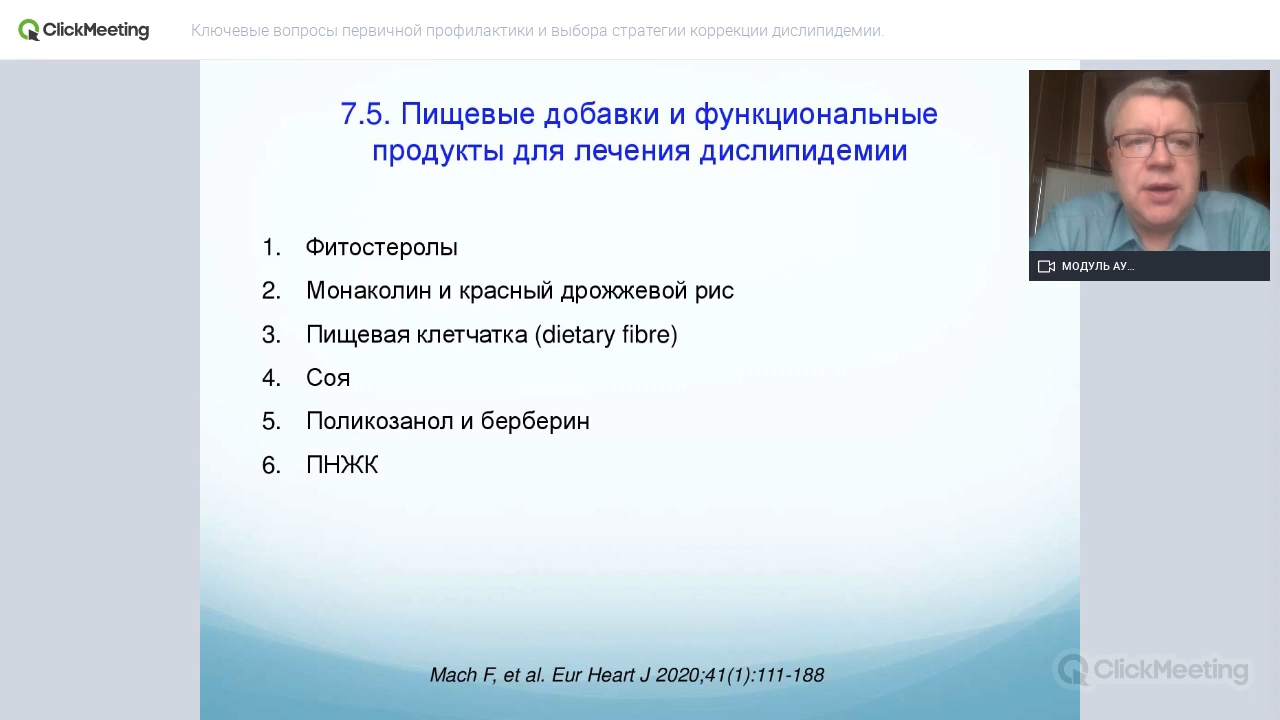 ClickMeeting
Ключевые вопросы первичной профилактики и выбора стратегии коррекции дислипидемии.
7.5. Пищевые добавки и функциональные
продукты для лечения дислипидемии
1. Фитостеролы
2. Монаколин и красный дрожжевой рис
3. Пищевая клетчатка (dietary fibre)
4. Соя
5. Поликозанол и берберин
6. ПНЖК
МОДУЛЬ АУ...
Mach F, et al. Eur Heart J 2020;41(1):111-188
ClickMeeting